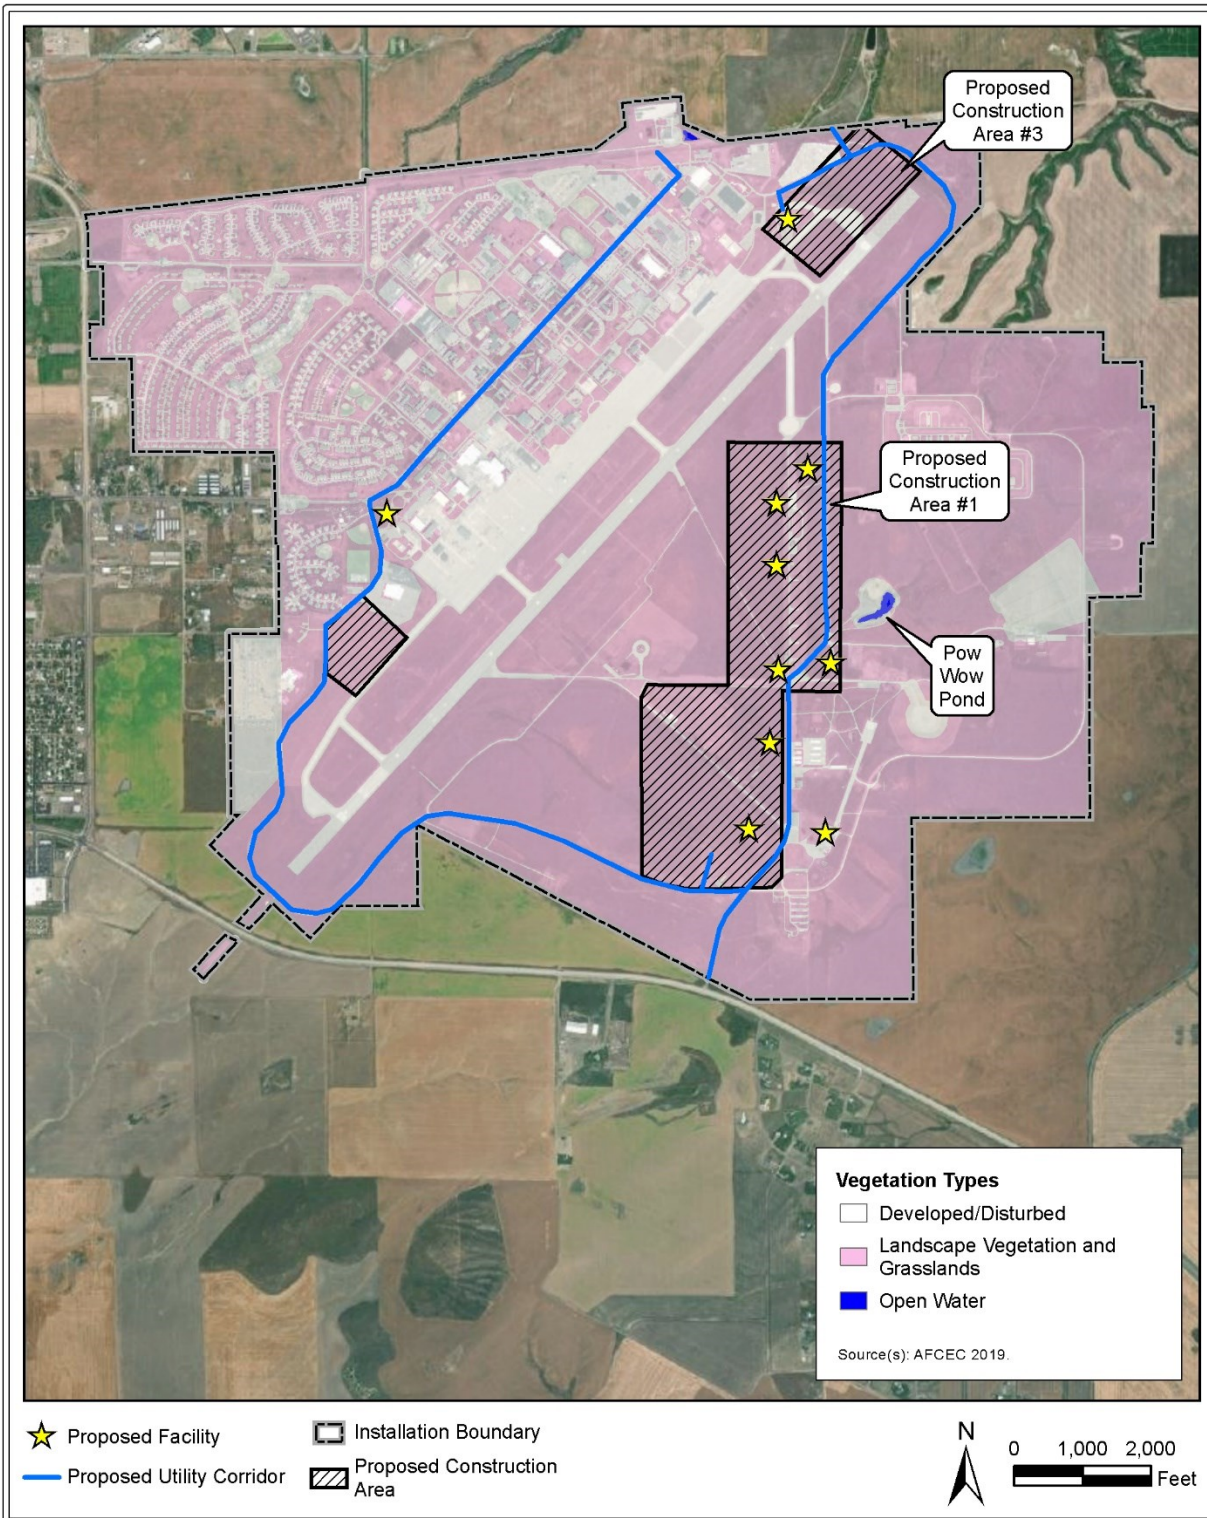 Proposed
Construction
Area #3
Proposed
Construction
Area #1
Pow
Wow
Pond
Vegetation Types
Developed/Disturbed
Landscape Vegetation and
Grasslands
Open Water
Source(s): AFCEC 2019.
Proposed Facility
Proposed Utility Corridor
Installation Boundary
Proposed Construction
Area
N
0 1,000 2,000
Feet